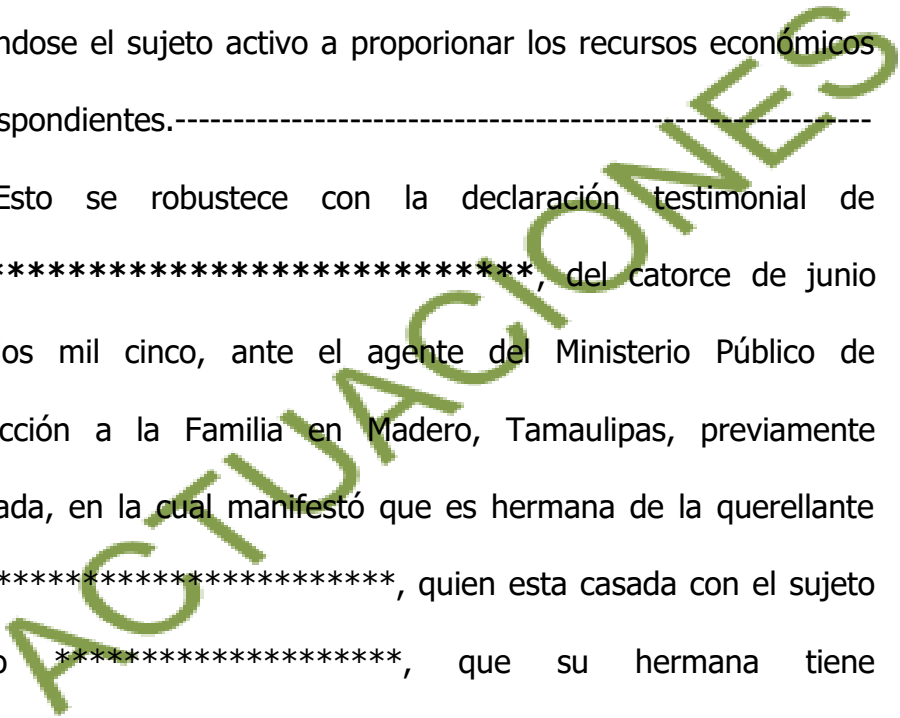 ndose el sujeto activo a proporionar los recursos económicos
spondientes.-----------------------------------------------------------
Esto se robustece con la declaración testimonial de
*****************************, del catorce de junio
os mil cinco, ante el agente del Ministerio Público de
cción a la Familia en Madero, Tamaulipas, previamente
ada, en la cual manifestó que es hermana de la querellante
************************, quien esta casada con el sujeto
o ********************, que su hermana tiene
ACTUACIONES